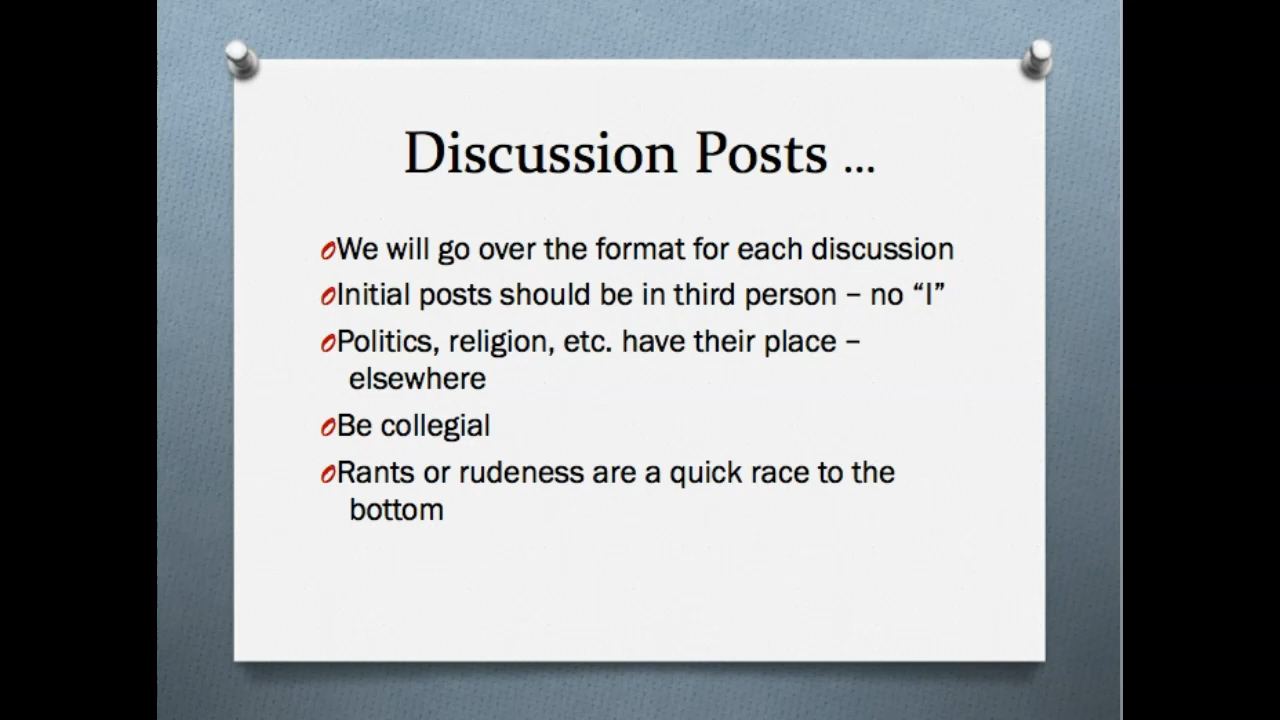 Discussion Posts ...
We will go over the format for each discussion
Initial posts should be in third person – no “I”
Politics, religion, etc. have their place –
elsewhere
Be collegial
Rants or rudeness are a quick race to the
bottom